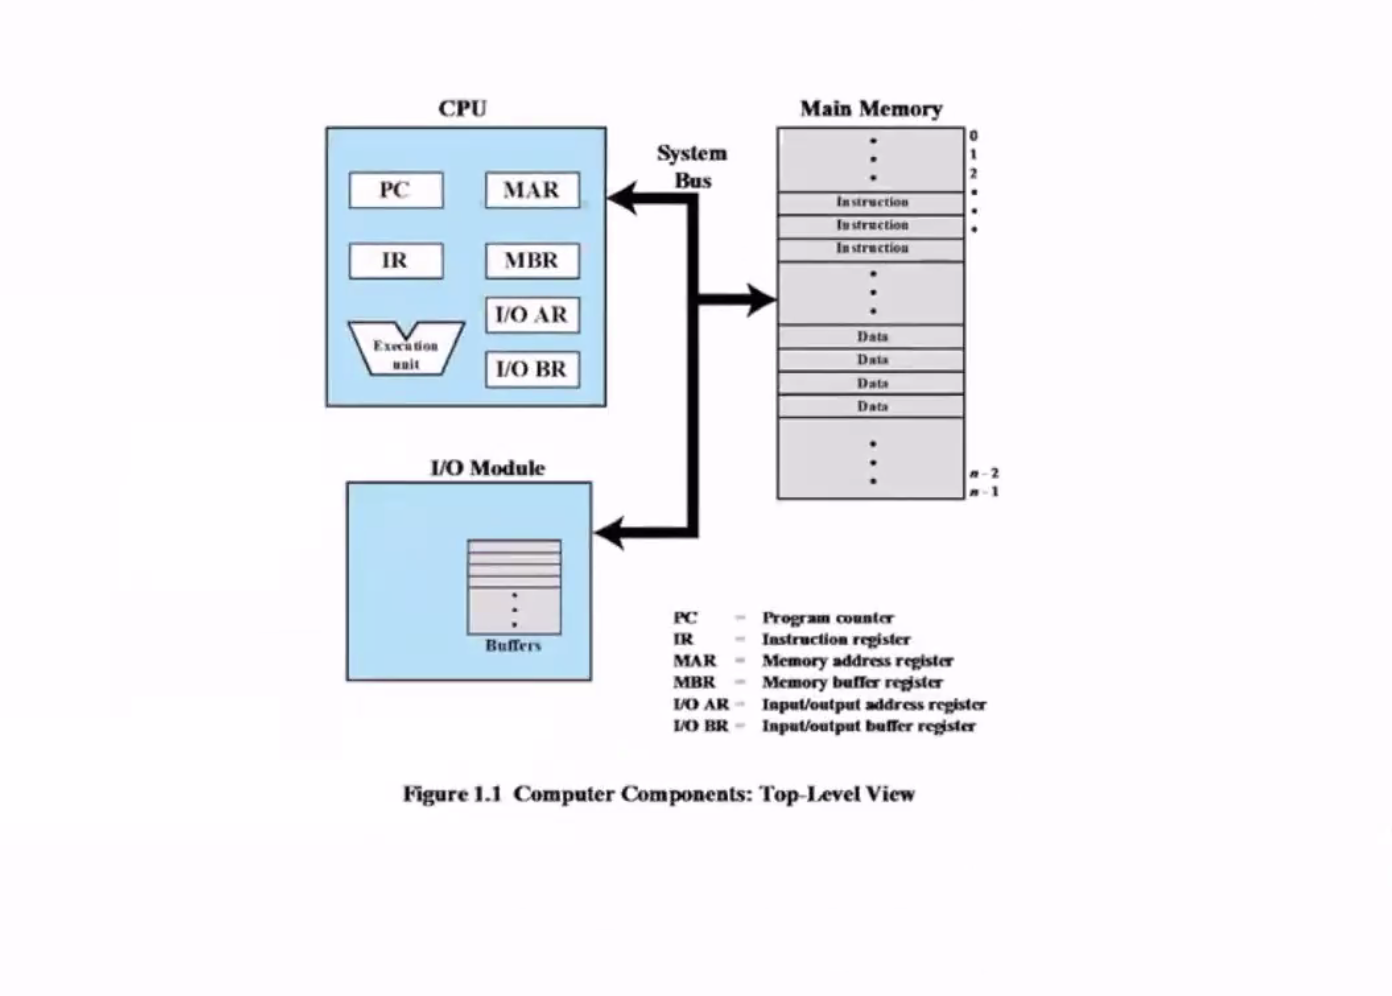 CPU
PC
MAR
IR
MBR
I/O AR
Execution
unit
I/O BR
System
Bus
Main Memory
0
1
2
Instruction
Instruction
Instruction
Data
Data
Data
Data
n - 2
n - 1
I/O Module
Buffers
PC = Program counter
IR = Instruction register
MAR = Memory address register
MBR = Memory buffer register
I/O AR = Input/output address register
I/O BR = Input/output buffer register
Figure 1.1 Computer Components: Top-Level View